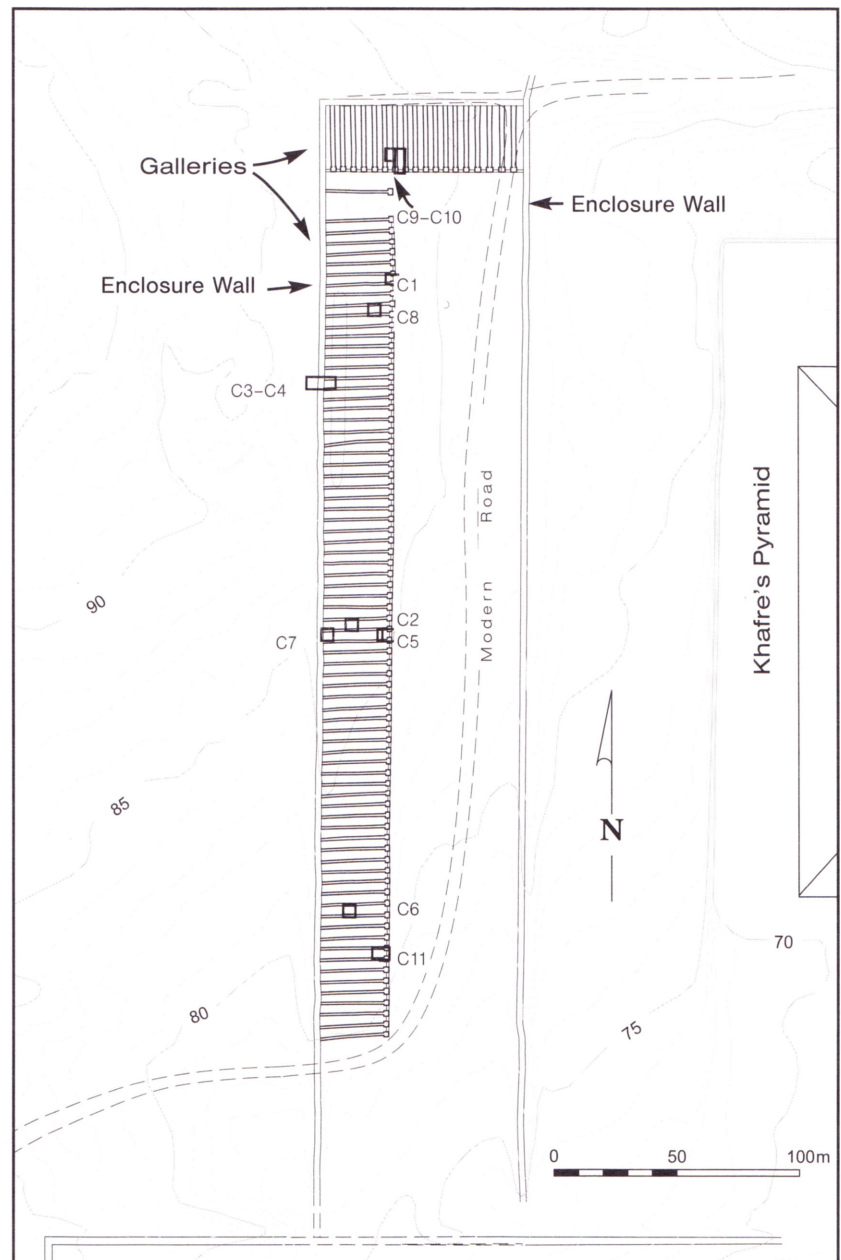 Galleries
Enclosure Wall
C9–C10
Enclosure Wall
C1
C8
C3–C4
Modern Road
Khafre's Pyramid
90
C2
C7
C5
85
N
C6
70
C11
80
75
0 50 100m